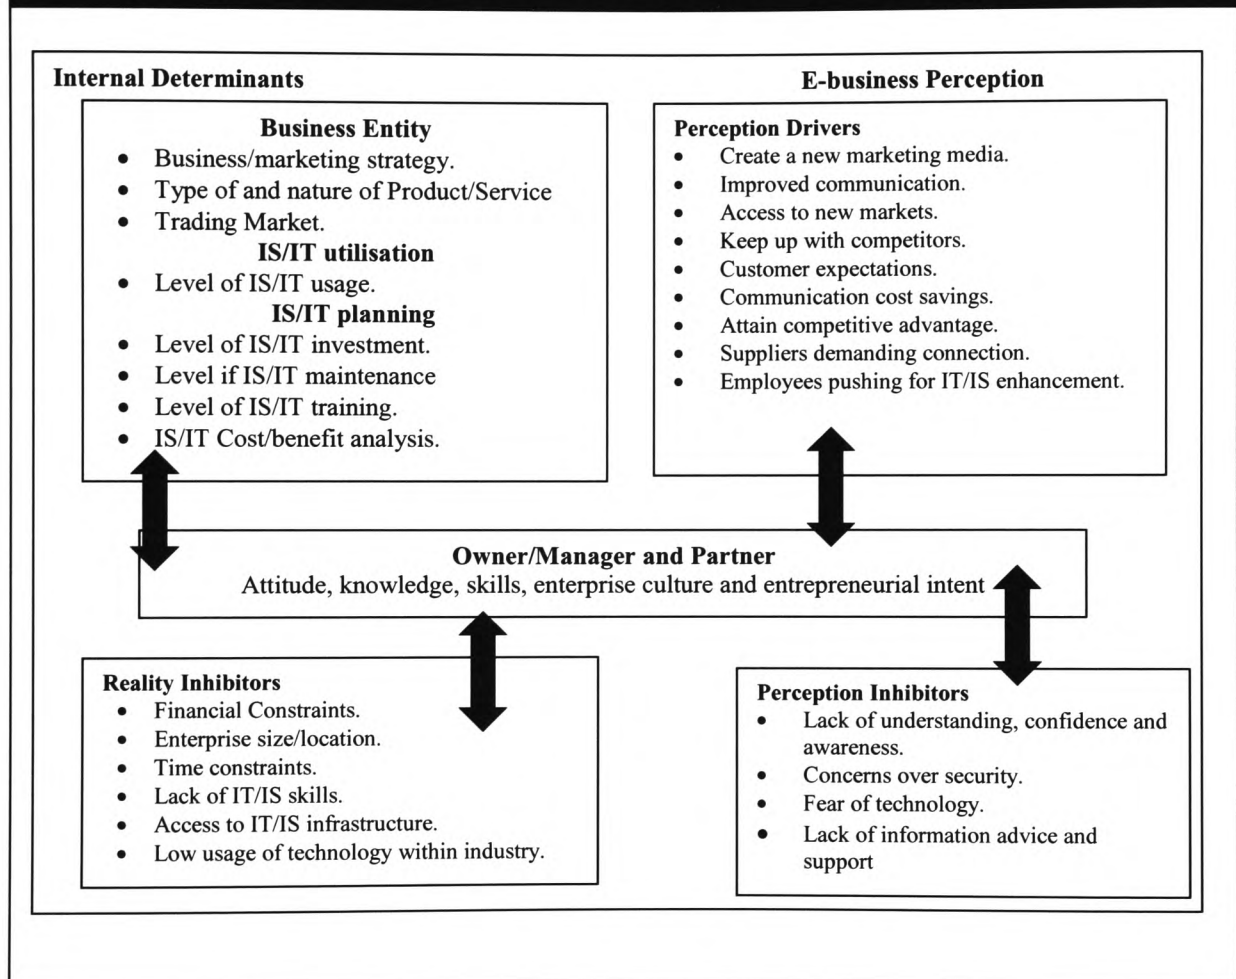 Internal Determinants
Business Entity
• Business/marketing strategy.
• Type of and nature of Product/Service
• Trading Market.
IS/IT utilisation
• Level of IS/IT usage.
IS/IT planning
• Level of IS/IT investment.
• Level if IS/IT maintenance
• Level of IS/IT training.
• IS/IT Cost/benefit analysis.
E-business Perception
Perception Drivers
• Create a new marketing media.
• Improved communication.
• Access to new markets.
• Keep up with competitors.
• Customer expectations.
• Communication cost savings.
• Attain competitive advantage.
• Suppliers demanding connection.
• Employees pushing for IT/IS enhancement.
Owner/Manager and Partner
Attitude, knowledge, skills, enterprise culture and entrepreneurial intent
Reality Inhibitors
• Financial Constraints.
• Enterprise size/location.
• Time constraints.
• Lack of IT/IS skills.
• Access to IT/IS infrastructure.
• Low usage of technology within industry.
Perception Inhibitors
• Lack of understanding, confidence and
awareness.
• Concerns over security.
• Fear of technology.
• Lack of information advice and
support